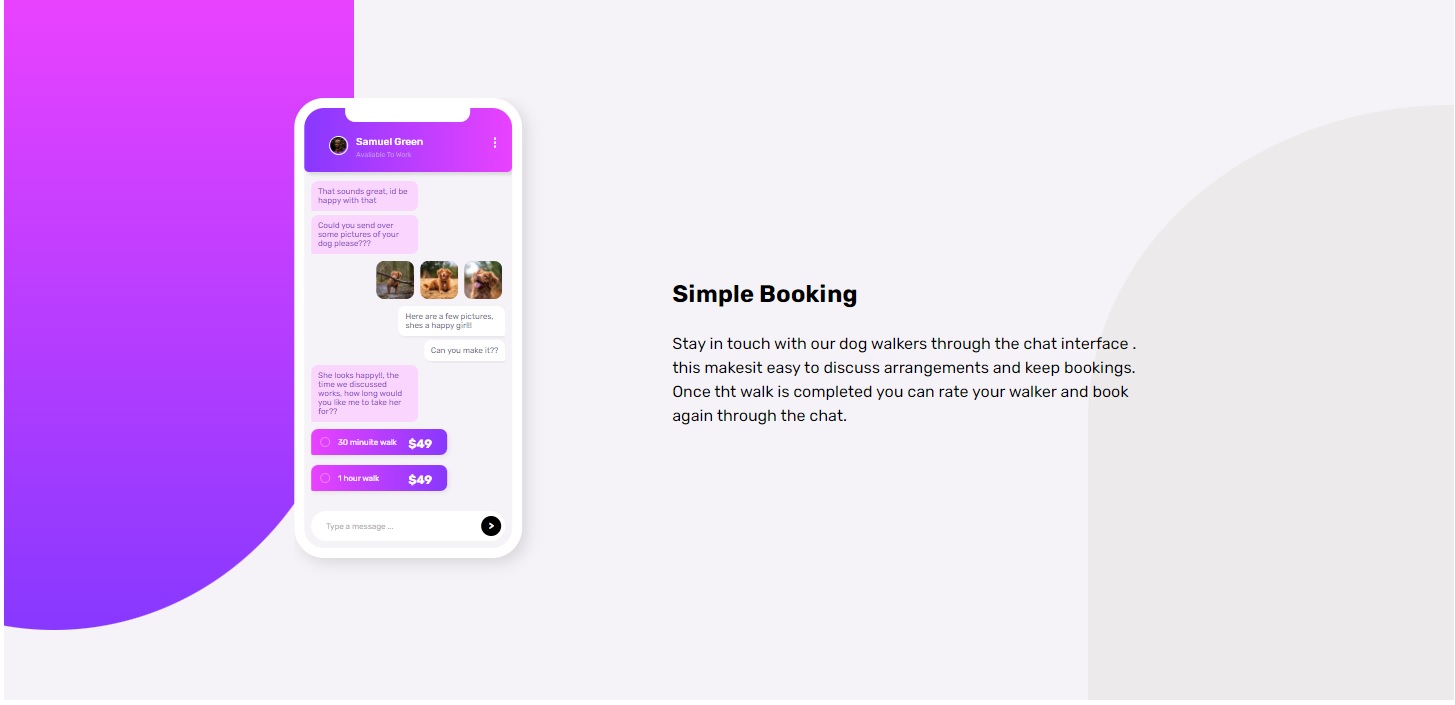 Samuel Green
Available To Work
That sounds great, id be
happy with that
Could you send over
some pictures of your
dog please???
Here are a few pictures,
shes a happy girl!!
Can you make it??
She looks happy!!, the
time we discussed
works, how long would
you like me to take her
for??
30 minuite walk $49
1 hour walk $49
Type a message ...
Simple Booking
Stay in touch with our dog walkers through the chat interface .
this makesit easy to discuss arrangements and keep bookings.
Once tht walk is completed you can rate your walker and book
again through the chat.